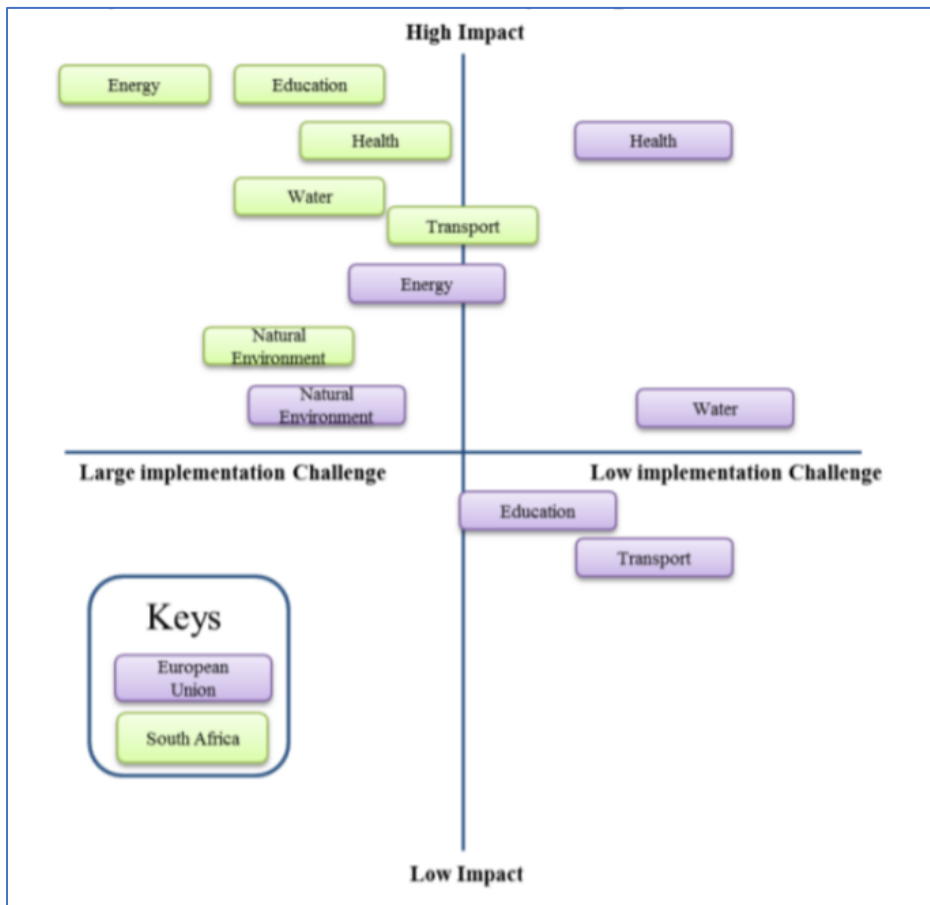 High Impact
Energy
Education
Health
Health
Water
Transport
Energy
Natural
Environment
Natural
Environment
Water
Large implementation Challenge
Low implementation Challenge
Education
Transport
Keys
European
Union
South Africa
Low Impact